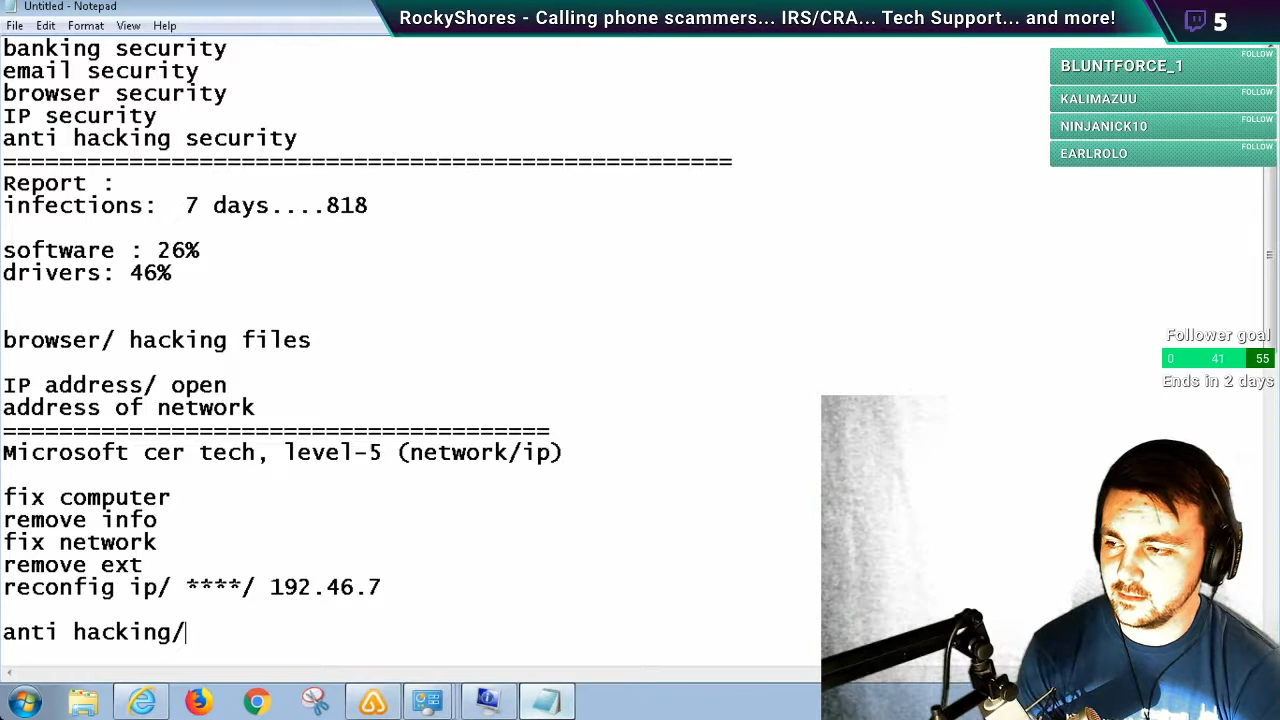 Untitled - Notepad
File Edit Format View Help
RockyShores - Calling phone scammers... IRS/CRA... Tech Support... and more!
5
banking security
email security
browser security
IP security
anti hacking security
====================================================
Report :
infections:  7 days....818
software : 26%
drivers: 46%
browser/ hacking files
IP address/ open
address of network
=======================================
Microsoft cer tech, level-5 (network/ip)
fix computer
remove info
fix network
remove ext
reconfig ip/ ****/ 192.46.7
anti hacking/
FOLLOW
BLUNTFORCE_1
FOLLOW
KALIMAZUU
FOLLOW
NINJANICK10
FOLLOW
EARLROLO
Follower goal
0 41 55
Ends in 2 days